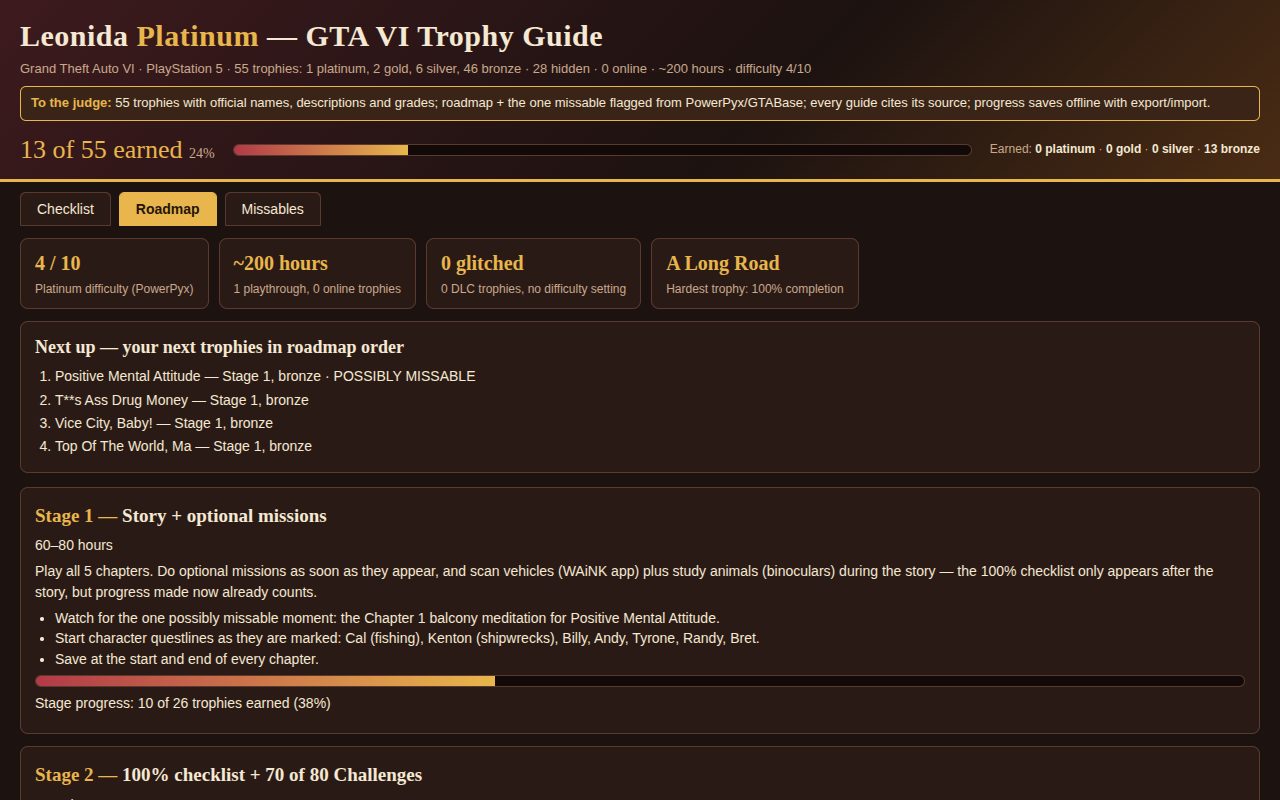 Leonida Platinum — GTA VI Trophy Guide
Grand Theft Auto VI · PlayStation 5 · 55 trophies: 1 platinum, 2 gold, 6 silver, 46 bronze · 28 hidden · 0 online · ~200 hours · difficulty 4/10
To the judge: 55 trophies with official names, descriptions and grades; roadmap + the one missable flagged from PowerPyx/GTABase; every guide cites its source; progress saves offline with export/import.
13 of 55 earned 24%
Earned: 0 platinum · 0 gold · 0 silver · 13 bronze
Checklist
Roadmap
Missables
4 / 10
Platinum difficulty (PowerPyx)
~200 hours
1 playthrough, 0 online trophies
0 glitched
0 DLC trophies, no difficulty setting
A Long Road
Hardest trophy: 100% completion
Next up — your next trophies in roadmap order
1. Positive Mental Attitude — Stage 1, bronze · POSSIBLY MISSABLE
2. T**s Ass Drug Money — Stage 1, bronze
3. Vice City, Baby! — Stage 1, bronze
4. Top Of The World, Ma — Stage 1, bronze
Stage 1 — Story + optional missions
60–80 hours
Play all 5 chapters. Do optional missions as soon as they appear, and scan vehicles (WAiNK app) plus study animals (binoculars) during the story — the 100% checklist only appears after the
story, but progress made now already counts.
• Watch for the one possibly missable moment: the Chapter 1 balcony meditation for Positive Mental Attitude.
• Start character questlines as they are marked: Cal (fishing), Kenton (shipwrecks), Billy, Andy, Tyrone, Randy, Bret.
• Save at the start and end of every chapter.
Stage progress: 10 of 26 trophies earned (38%)
Stage 2 — 100% checklist + 70 of 80 Challenges